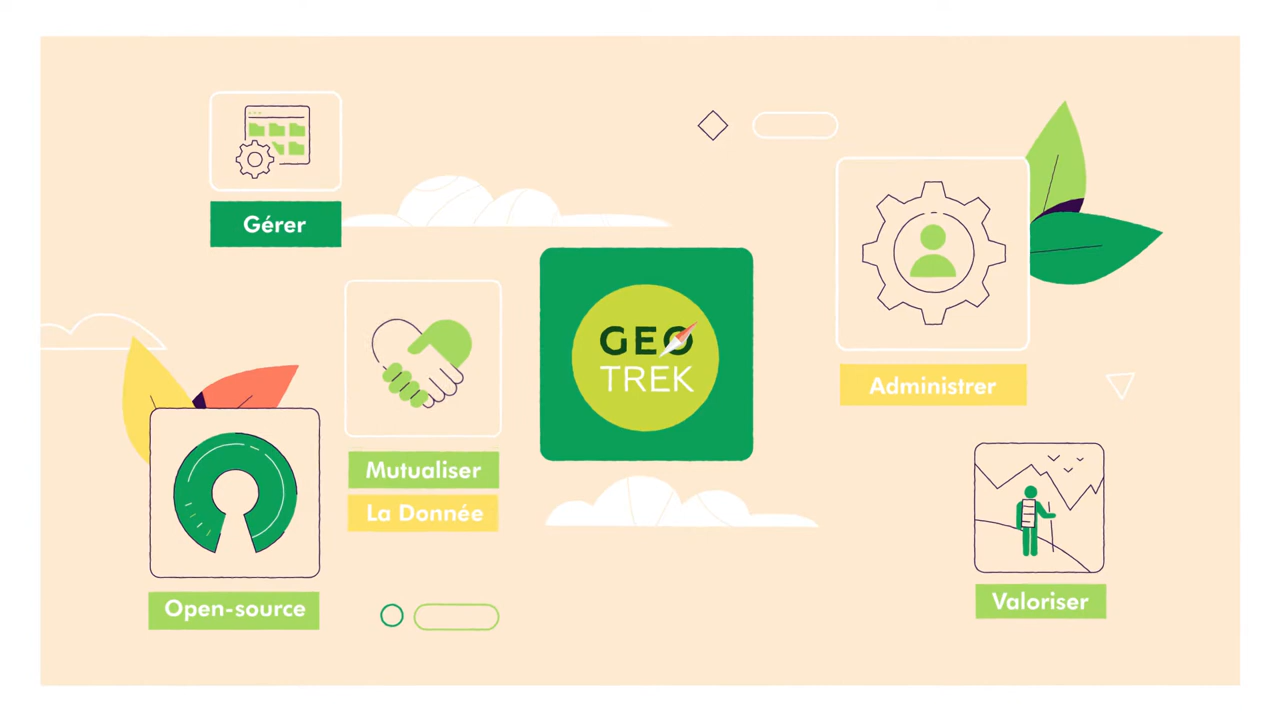 Gérer
Mutualiser
La Donnée
Open-source
GEO
TREK
Administrer
Valoriser